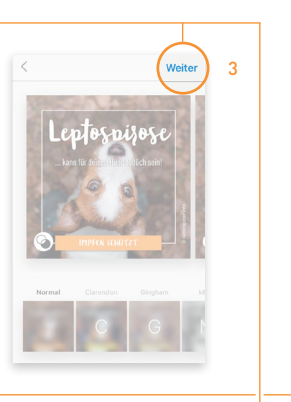 Weiter
3
Leptospirose
... kann für deinen Hund tödlich sein!
IMPFEN SCHÜTZT
Normal
Clarendon
Gingham
M
C
G